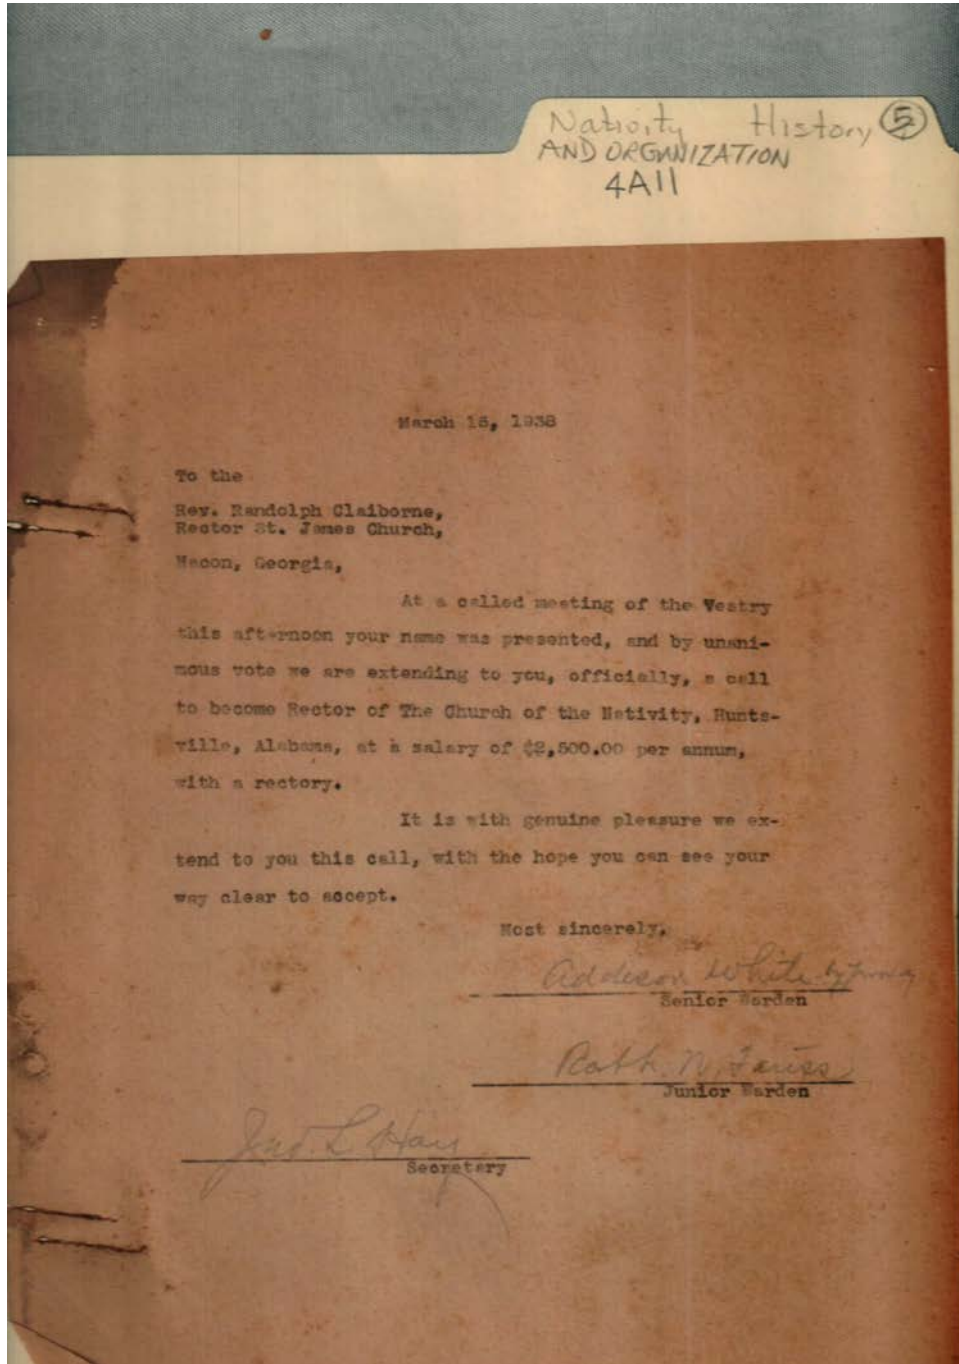 Nativity History 5
AND ORGANIZATION
4A11
March 15, 1938
To the
Rev. Randolph Claiborne,
Rector St. James Church,
Macon, Georgia,
At a called meeting of the Vestry
this afternoon your name was presented, and by unani-
mous vote we are extending to you, officially, a call
to become Rector of The Church of the Nativity, Hunts-
ville, Alabama, at a salary of $2,500.00 per annum,
with a rectory.
It is with genuine pleasure we ex-
tend to you this call, with the hope you can see your
way clear to accept.
Most sincerely,
Addison White by
Senior Warden
Junior Warden
Jno. L. Hay
Secretary